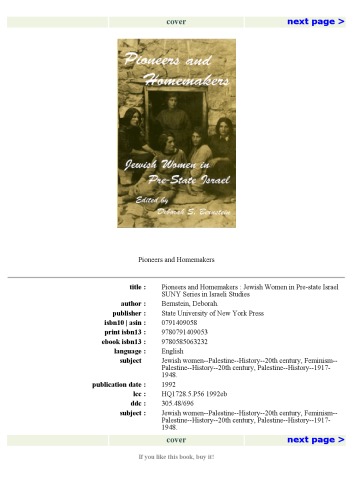 cover next page >
Pioneers and
Homemakers
Jewish Women in
Pre-State Israel
Edited by
Deborah S. Bernstein
Pioneers and Homemakers
title : Pioneers and Homemakers : Jewish Women in Pre-state Israel
SUNY Series in Israeli Studies
author : Bernstein, Deborah.
publisher : State University of New York Press
isbn10 | asin : 0791409058
print isbn13 : 9780791409053
ebook isbn13 : 9780585063232
language : English
subject Jewish women--Palestine--History--20th century, Feminism--
Palestine--History--20th century, Palestine--History--1917-
1948.
publication date : 1992
lcc : HQ1728.5.P56 1992eb
ddc : 305.48/696
subject : Jewish women--Palestine--History--20th century, Feminism--
Palestine--History--20th century, Palestine--History--1917-
1948.
cover next page >
If you like this book, buy it!